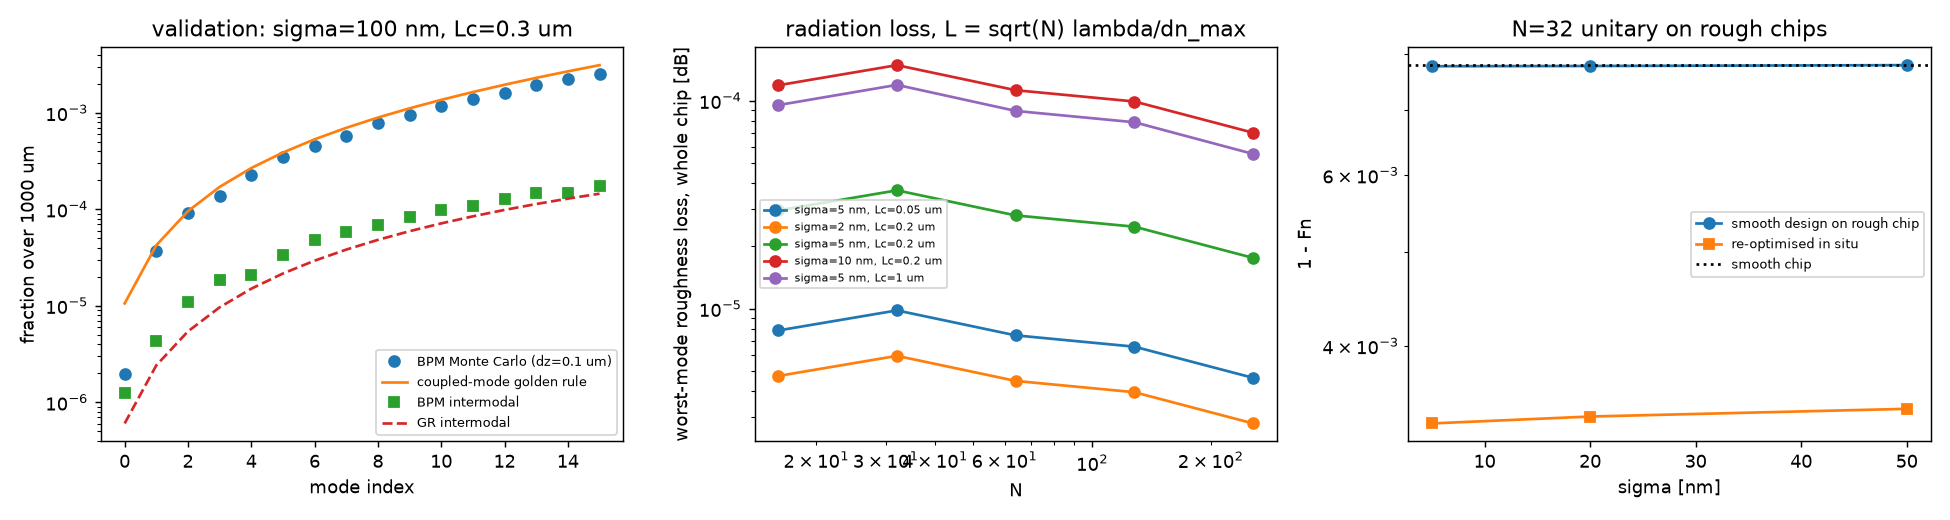 validation: sigma=100 nm, Lc=0.3 um
fraction over 1000 um
10⁻³
10⁻⁴
10⁻⁵
10⁻⁶
BPM Monte Carlo (dz=0.1 um)
coupled-mode golden rule
BPM intermodal
GR intermodal
0 2 4 6 8 10 12 14
mode index
radiation loss, L = sqrt(N) lambda/dn_max
worst-mode roughness loss, whole chip [dB]
10⁻⁴
10⁻⁵
sigma=5 nm, Lc=0.05 um
sigma=2 nm, Lc=0.2 um
sigma=5 nm, Lc=0.2 um
sigma=10 nm, Lc=0.2 um
sigma=5 nm, Lc=1 um
2 × 10¹ 3 × 10¹ 4 × 10¹ 6 × 10¹ 10² 2 × 10²
N
N=32 unitary on rough chips
1 - Fn
6 × 10⁻³
4 × 10⁻³
smooth design on rough chip
re-optimised in situ
smooth chip
10 20 30 40 50
sigma [nm]